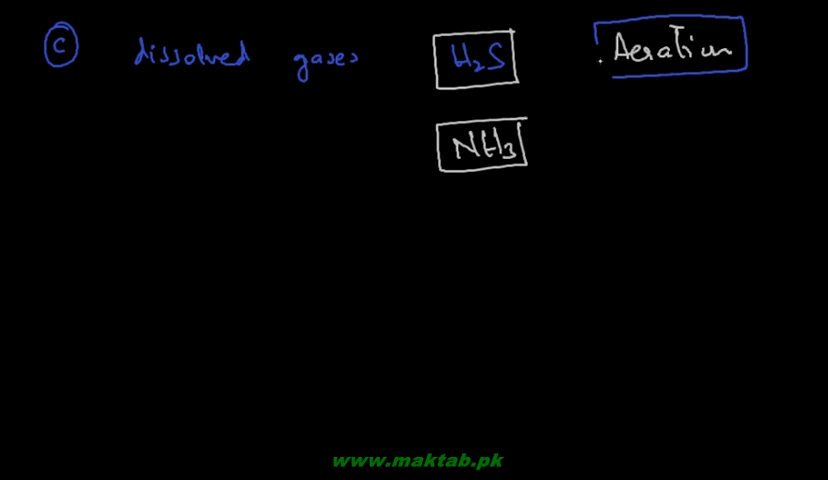 C dissolved gases H₂S Aeration
NH₃
www.maktab.pk